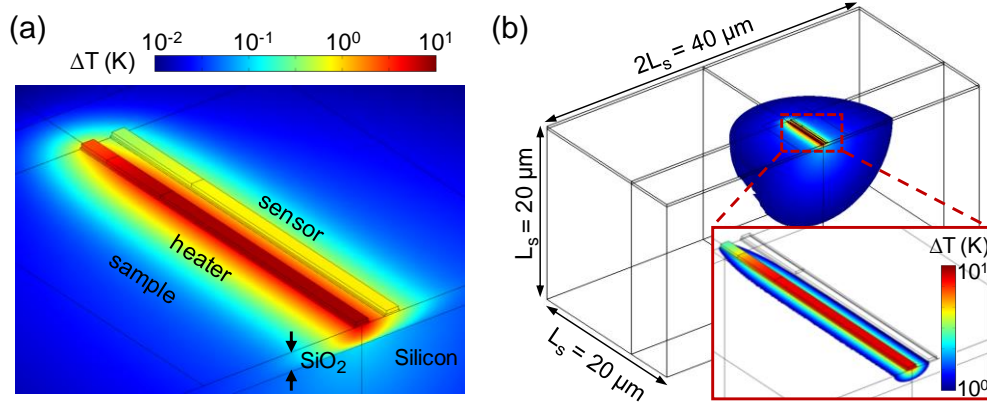 (a)
ΔT (K)
10⁻²
10⁻¹
10⁰
10¹
sensor
heater
sample
SiO₂
Silicon
(b)
2Lₛ = 40 µm
Lₛ = 20 µm
Lₛ = 20 µm
ΔT (K)
10¹
10⁰